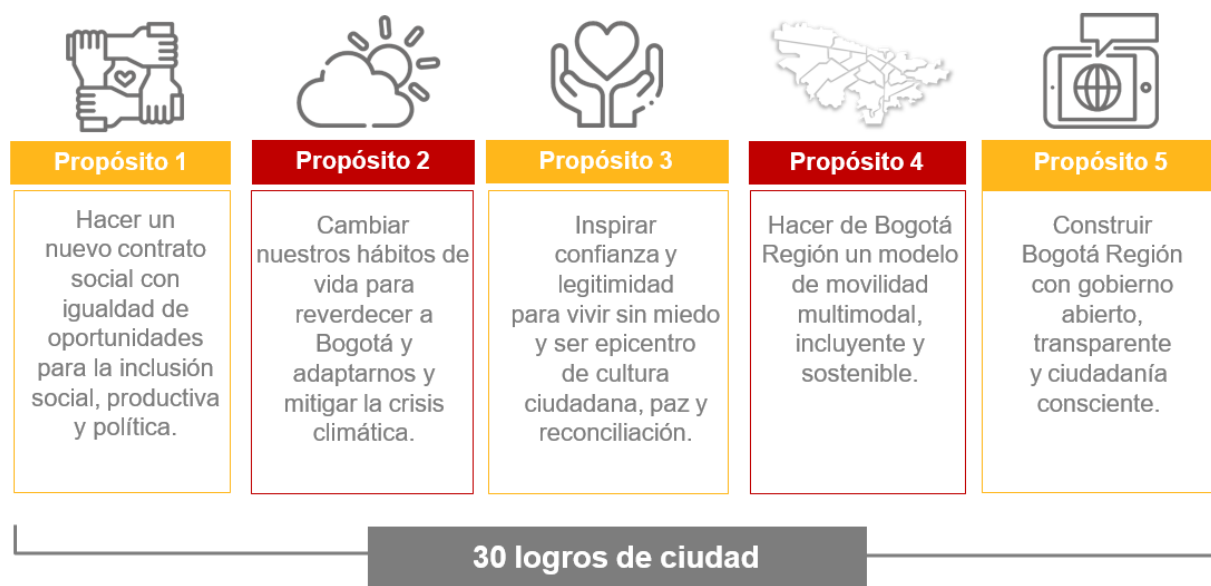 Propósito 1
Hacer un
nuevo contrato
social con
igualdad de
oportunidades
para la inclusión
social, productiva
y política.
Propósito 2
Cambiar
nuestros hábitos de
vida para
reverdecer a
Bogotá y
adaptarnos y
mitigar la crisis
climática.
Propósito 3
Inspirar
confianza y
legitimidad
para vivir sin miedo
y ser epicentro
de cultura
ciudadana, paz y
reconciliación.
Propósito 4
Hacer de Bogotá
Región un modelo
de movilidad
multimodal,
incluyente y
sostenible.
Propósito 5
Construir
Bogotá Región
con gobierno
abierto,
transparente
y ciudadanía
consciente.
30 logros de ciudad